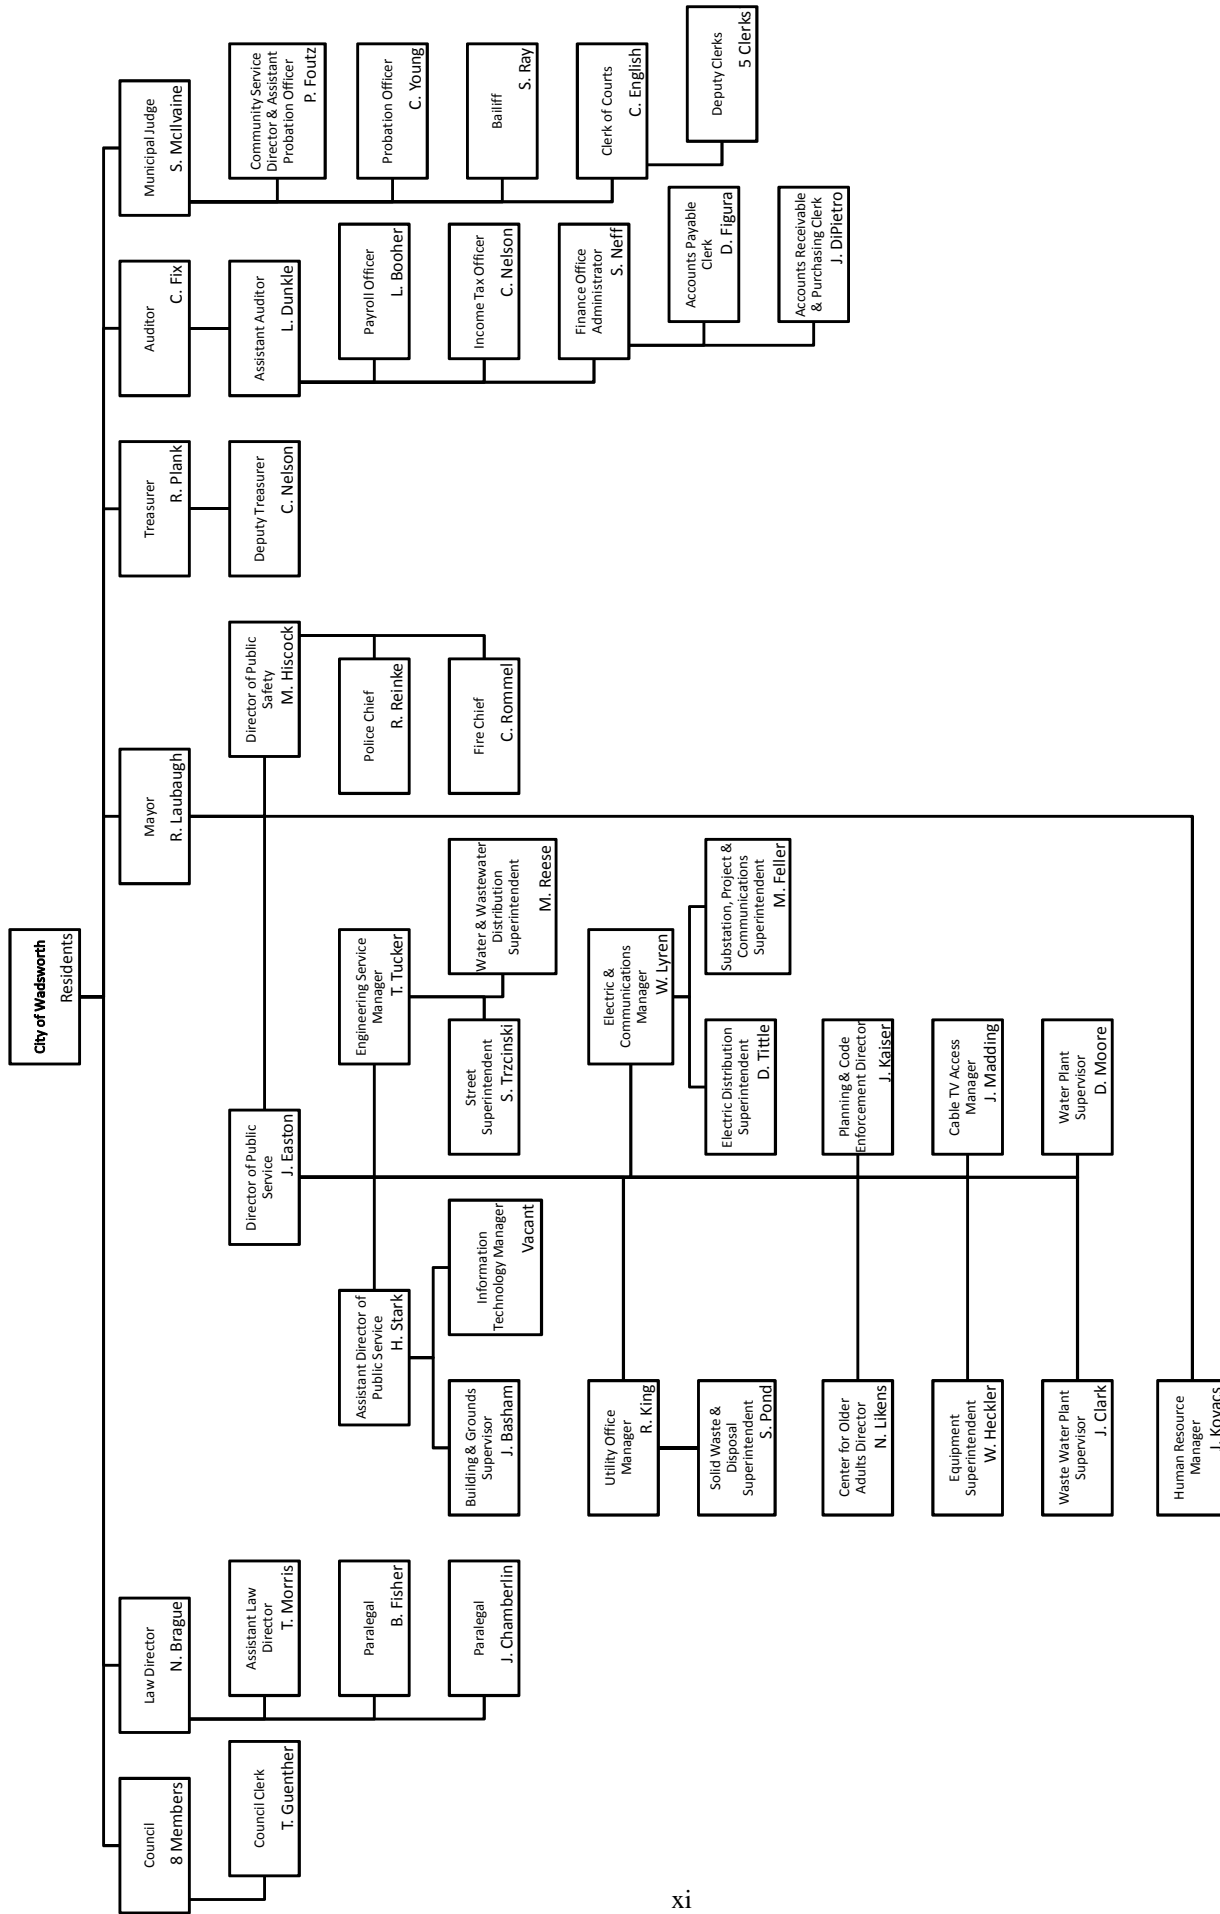 City of Wadsworth
Residents
Council
8 Members
Council Clerk
T. Guenther
Law Director
N. Brague
Assistant Law
Director
T. Morris
Paralegal
B. Fisher
Paralegal
J. Chamberlin
Mayor
R. Laubaugh
Director of Public
Service
J. Easton
Assistant Director of
Public Service
H. Stark
Building & Grounds
Supervisor
J. Basham
Information
Technology Manager
Vacant
Engineering Service
Manager
T. Tucker
Street
Superintendent
S. Trzcinski
Water & Wastewater
Distribution
Superintendent
M. Reese
Utility Office
Manager
R. King
Solid Waste &
Disposal
Superintendent
S. Pond
Electric &
Communications
Manager
W. Lyren
Electric Distribution
Superintendent
D. Tittle
Substation, Project &
Communications
Superintendent
M. Feller
Center for Older
Adults Director
N. Likens
Planning & Code
Enforcement Director
J. Kaiser
Equipment
Superintendent
W. Heckler
Cable TV Access
Manager
J. Madding
Waste Water Plant
Supervisor
J. Clark
Water Plant
Supervisor
D. Moore
Human Resource
Manager
J. Kovacs
Director of Public
Safety
M. Hiscock
Police Chief
R. Reinke
Fire Chief
C. Rommel
Treasurer
R. Plank
Deputy Treasurer
C. Nelson
Auditor
C. Fix
Assistant Auditor
L. Dunkle
Payroll Officer
L. Booher
Income Tax Officer
C. Nelson
Finance Office
Administrator
S. Neff
Accounts Payable
Clerk
D. Figura
Accounts Receivable
& Purchasing Clerk
J. DiPietro
Municipal Judge
S. McIlvaine
Community Service
Director & Assistant
Probation Officer
P. Foutz
Probation Officer
C. Young
Bailiff
S. Ray
Clerk of Courts
C. English
Deputy Clerks
5 Clerks
xi